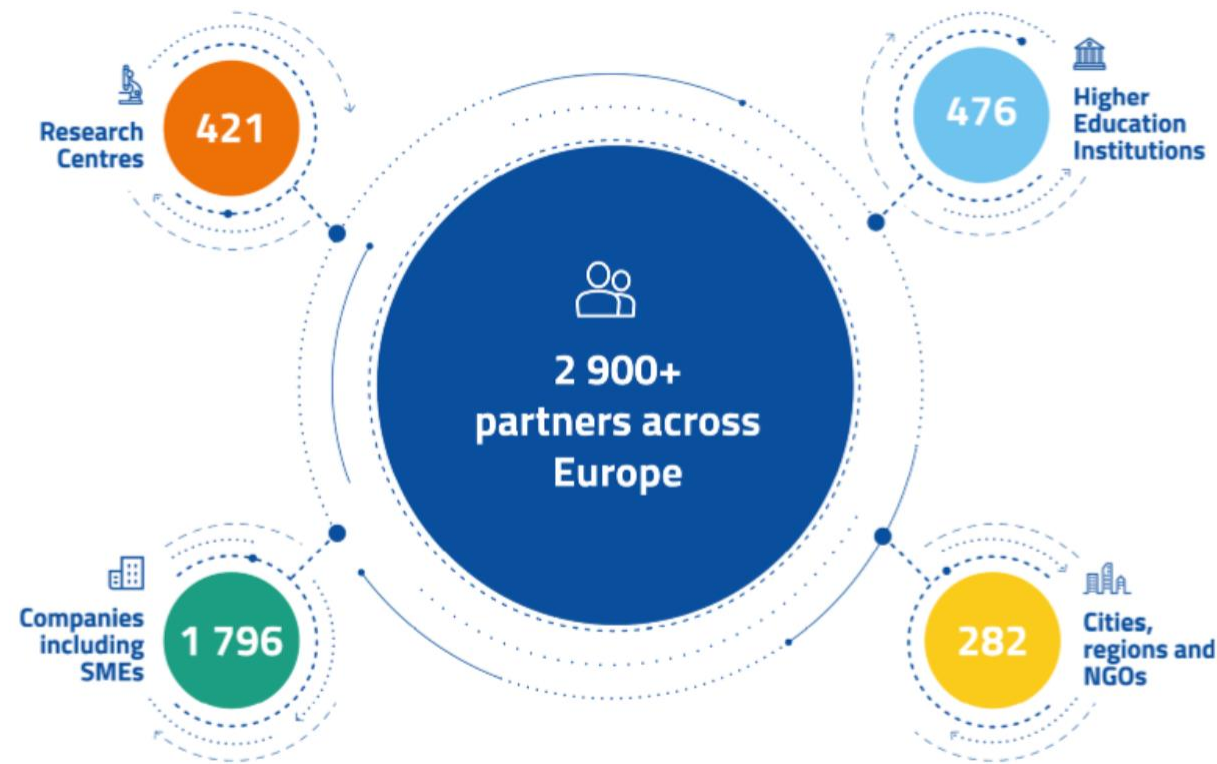 421
Research
Centres
476
Higher
Education
Institutions
2 900+
partners across
Europe
Companies
including
SMEs
1 796
282
Cities,
regions and
NGOs